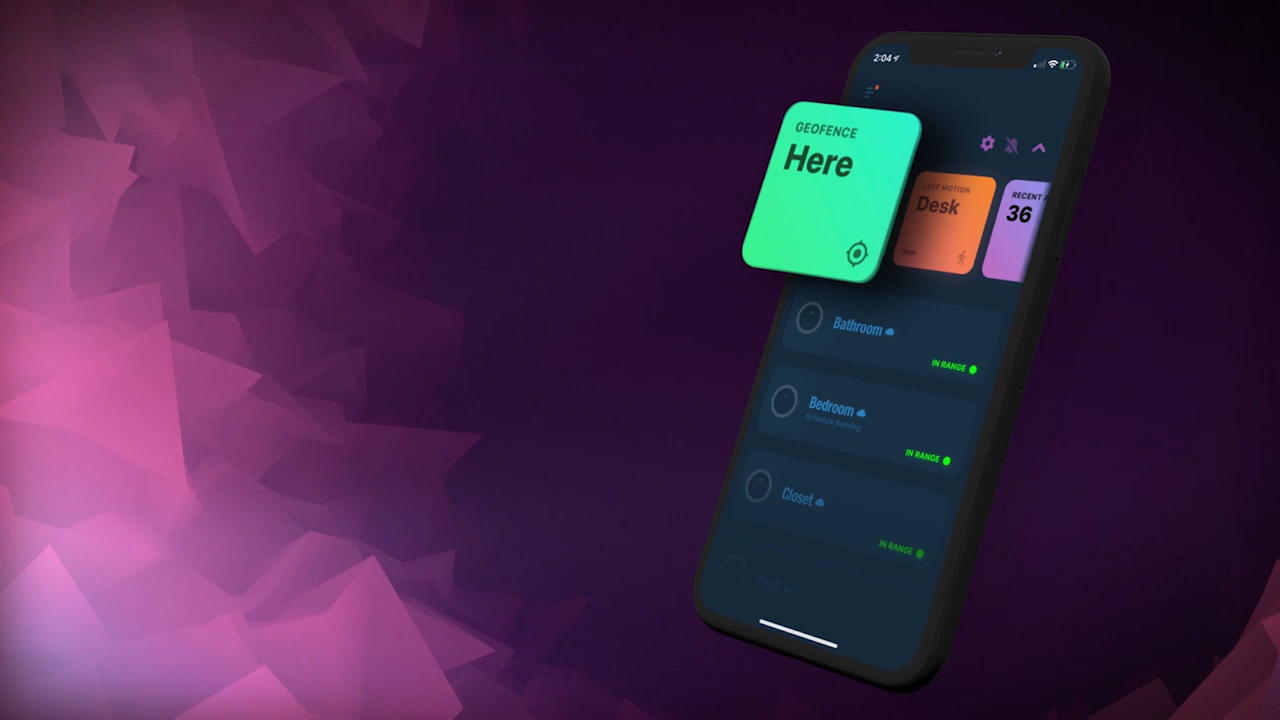 2:04
GEOFENCE
Here
LAST MOTION
Desk
RECENT
36
Bathroom
IN RANGE
Bedroom
Schedule Running
IN RANGE
Closet
IN RANGE